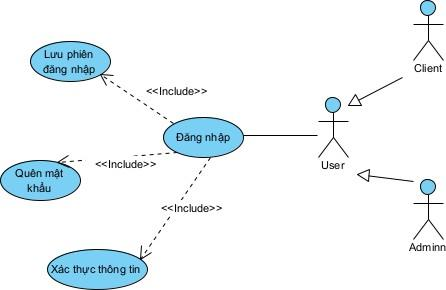 Lưu phiên
đăng nhập
<<Include>>
Client
Đăng nhập
<<Include>>
User
Quên mật
khẩu
<<Include>>
Adminn
Xác thực thông tin